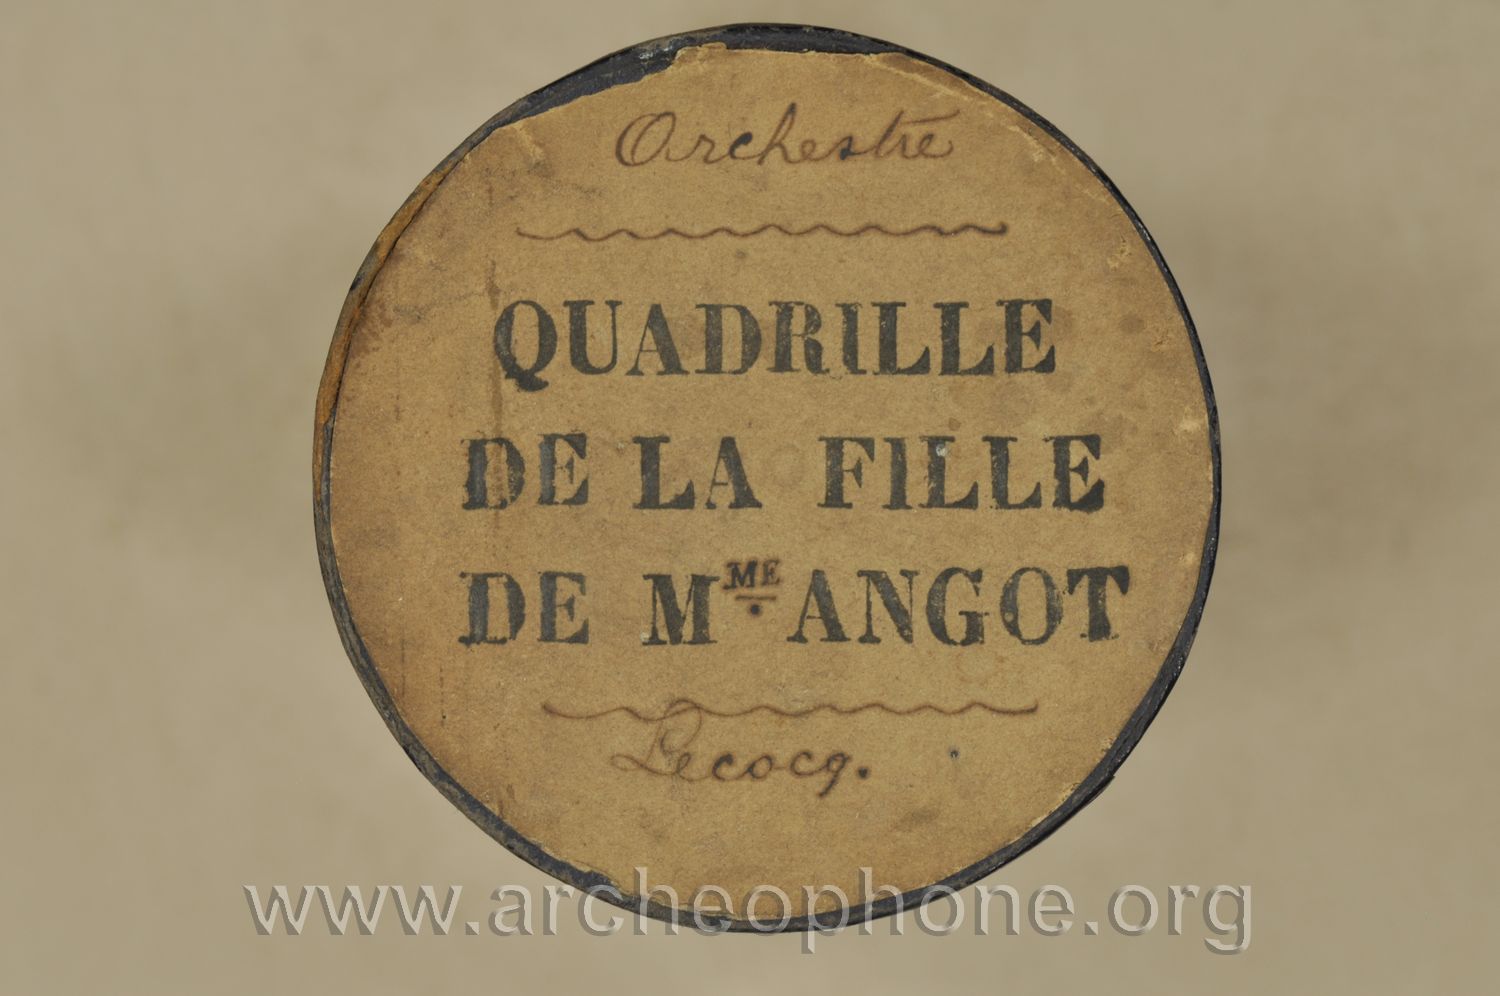 Orchestre
QUADRILLE
DE LA FILLE
DE MME ANGOT
Lecocq.
www.archeophone.org